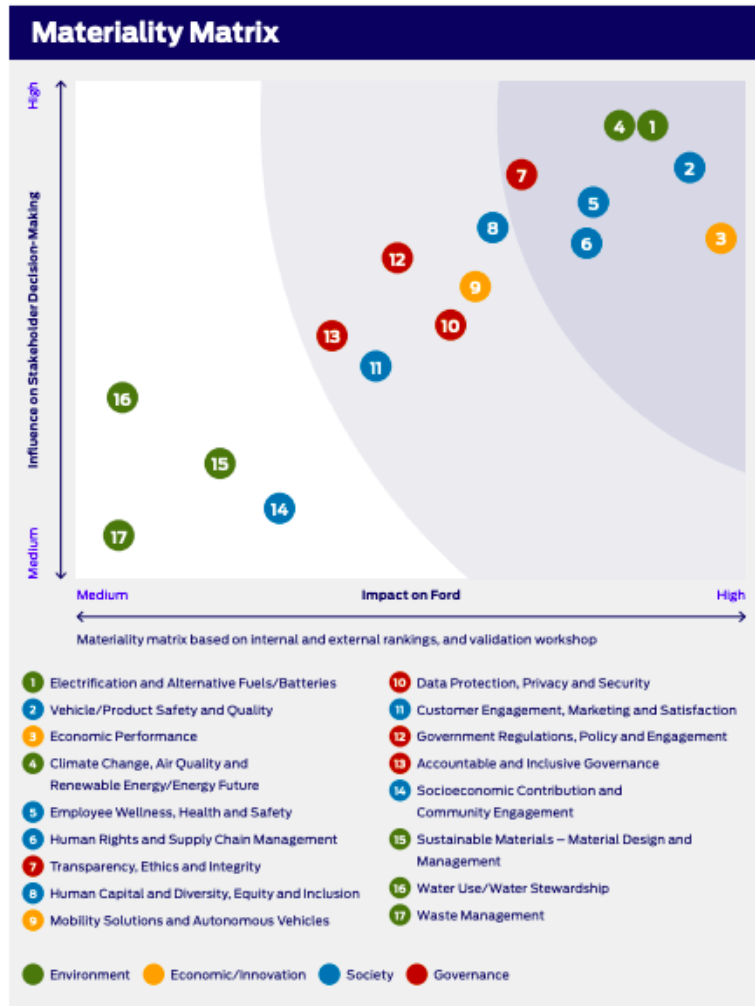 Materiality Matrix
High
Influence on Stakeholder Decision-Making
Medium
4
1
2
7
5
8
6
3
12
9
10
13
11
16
15
14
17
Medium
Impact on Ford
High
Materiality matrix based on internal and external rankings, and validation workshop
1 Electrification and Alternative Fuels/Batteries
2 Vehicle/Product Safety and Quality
3 Economic Performance
4 Climate Change, Air Quality and
Renewable Energy/Energy Future
5 Employee Wellness, Health and Safety
6 Human Rights and Supply Chain Management
7 Transparency, Ethics and Integrity
8 Human Capital and Diversity, Equity and Inclusion
9 Mobility Solutions and Autonomous Vehicles
10 Data Protection, Privacy and Security
11 Customer Engagement, Marketing and Satisfaction
12 Government Regulations, Policy and Engagement
13 Accountable and Inclusive Governance
14 Socioeconomic Contribution and
Community Engagement
15 Sustainable Materials – Material Design and
Management
16 Water Use/Water Stewardship
17 Waste Management
Environment
Economic/Innovation
Society
Governance